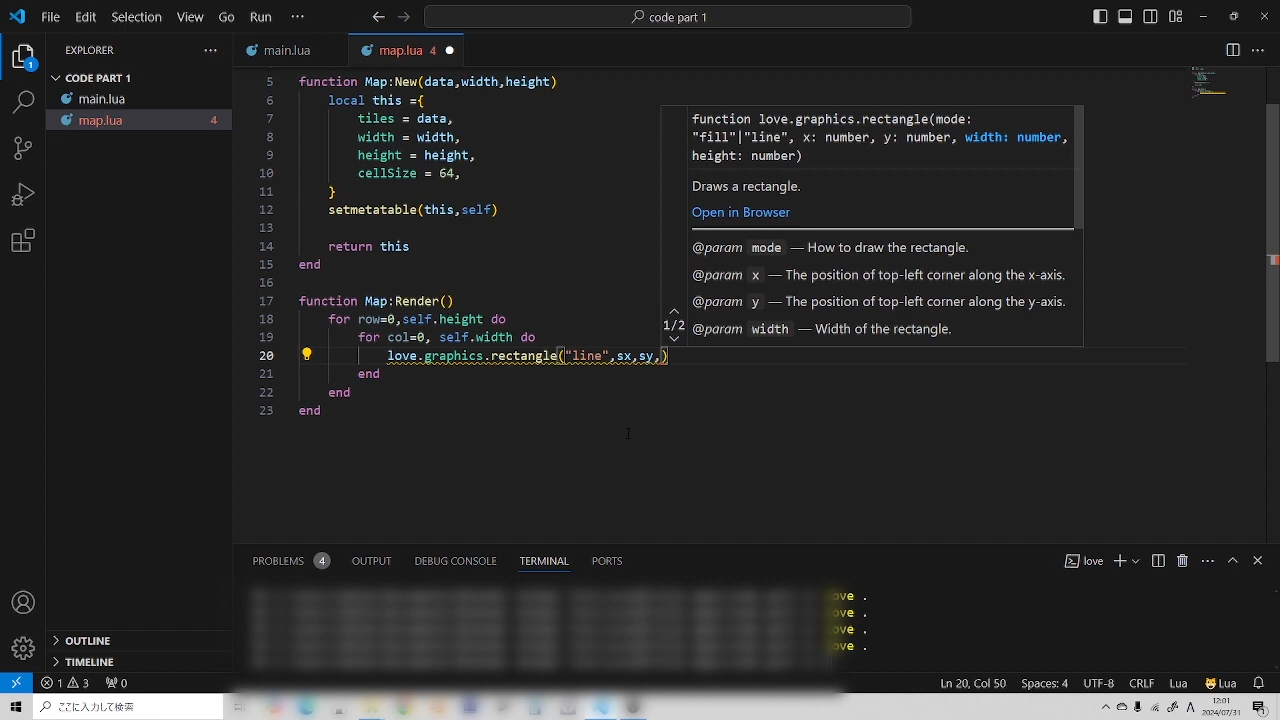 File Edit Selection View Go Run ··· code part 1
EXPLORER ···
CODE PART 1
main.lua
map.lua 4
OUTLINE
TIMELINE
1
main.lua map.lua 4
5 function Map:New(data,width,height)
6 local this ={
7 tiles = data,
8 width = width,
9 height = height,
10 cellSize = 64,
11 }
12 setmetatable(this,self)
13
14 return this
15 end
16
17 function Map:Render()
18 for row=0,self.height do
19 for col=0, self.width do
20 love.graphics.rectangle("line",sx,sy,)
21 end
22 end
23 end
function love.graphics.rectangle(mode:
"fill"|"line", x: number, y: number, width: number,
height: number)
Draws a rectangle.
Open in Browser
@param mode — How to draw the rectangle.
@param x — The position of top-left corner along the x-axis.
@param y — The position of top-left corner along the y-axis.
@param width — Width of the rectangle.
1/2
PROBLEMS 4 OUTPUT DEBUG CONSOLE TERMINAL PORTS love
ove .
ove .
ove .
ove .
1 3 0 Ln 20, Col 50 Spaces: 4 UTF-8 CRLF Lua Lua
ここに入力して検索
12:01
2024/07/31